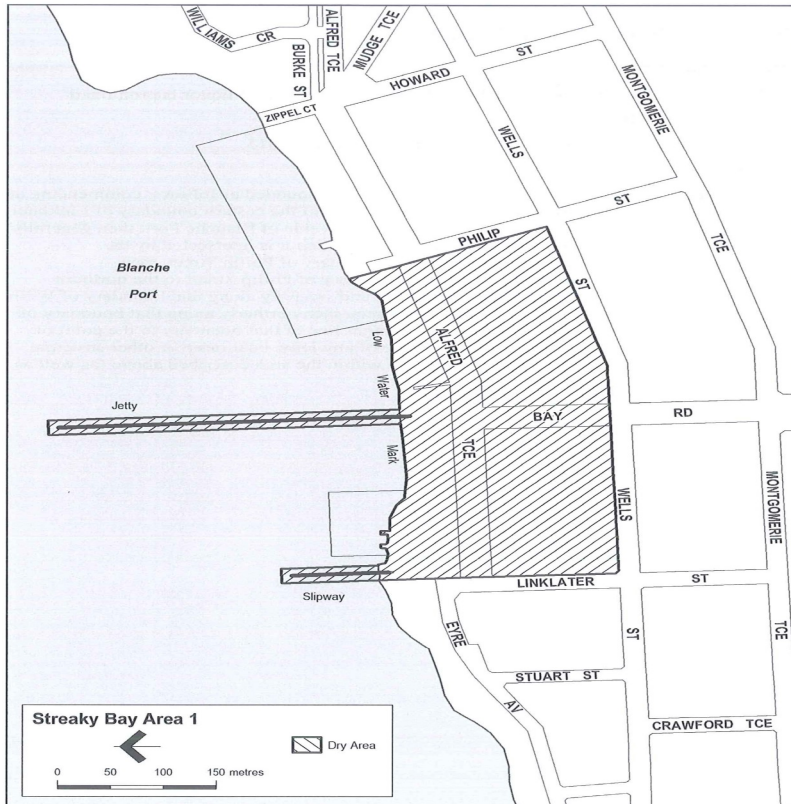 WILLIAMS CR
ALFRED TCE
MUDGE TCE
BURKE ST
HOWARD ST
MONTGOMERIE TCE
ZIPPEL CT
WELLS ST
ST
PHILIP
Blanche
Port
ALFRED TCE
Low Water Mark
Jetty
BAY RD
WELLS ST
MONTGOMERIE TCE
LINKLATER ST
Slipway
EYRE AV
STUART ST
CRAWFORD TCE
Streaky Bay Area 1
Dry Area
0 50 100 150 metres